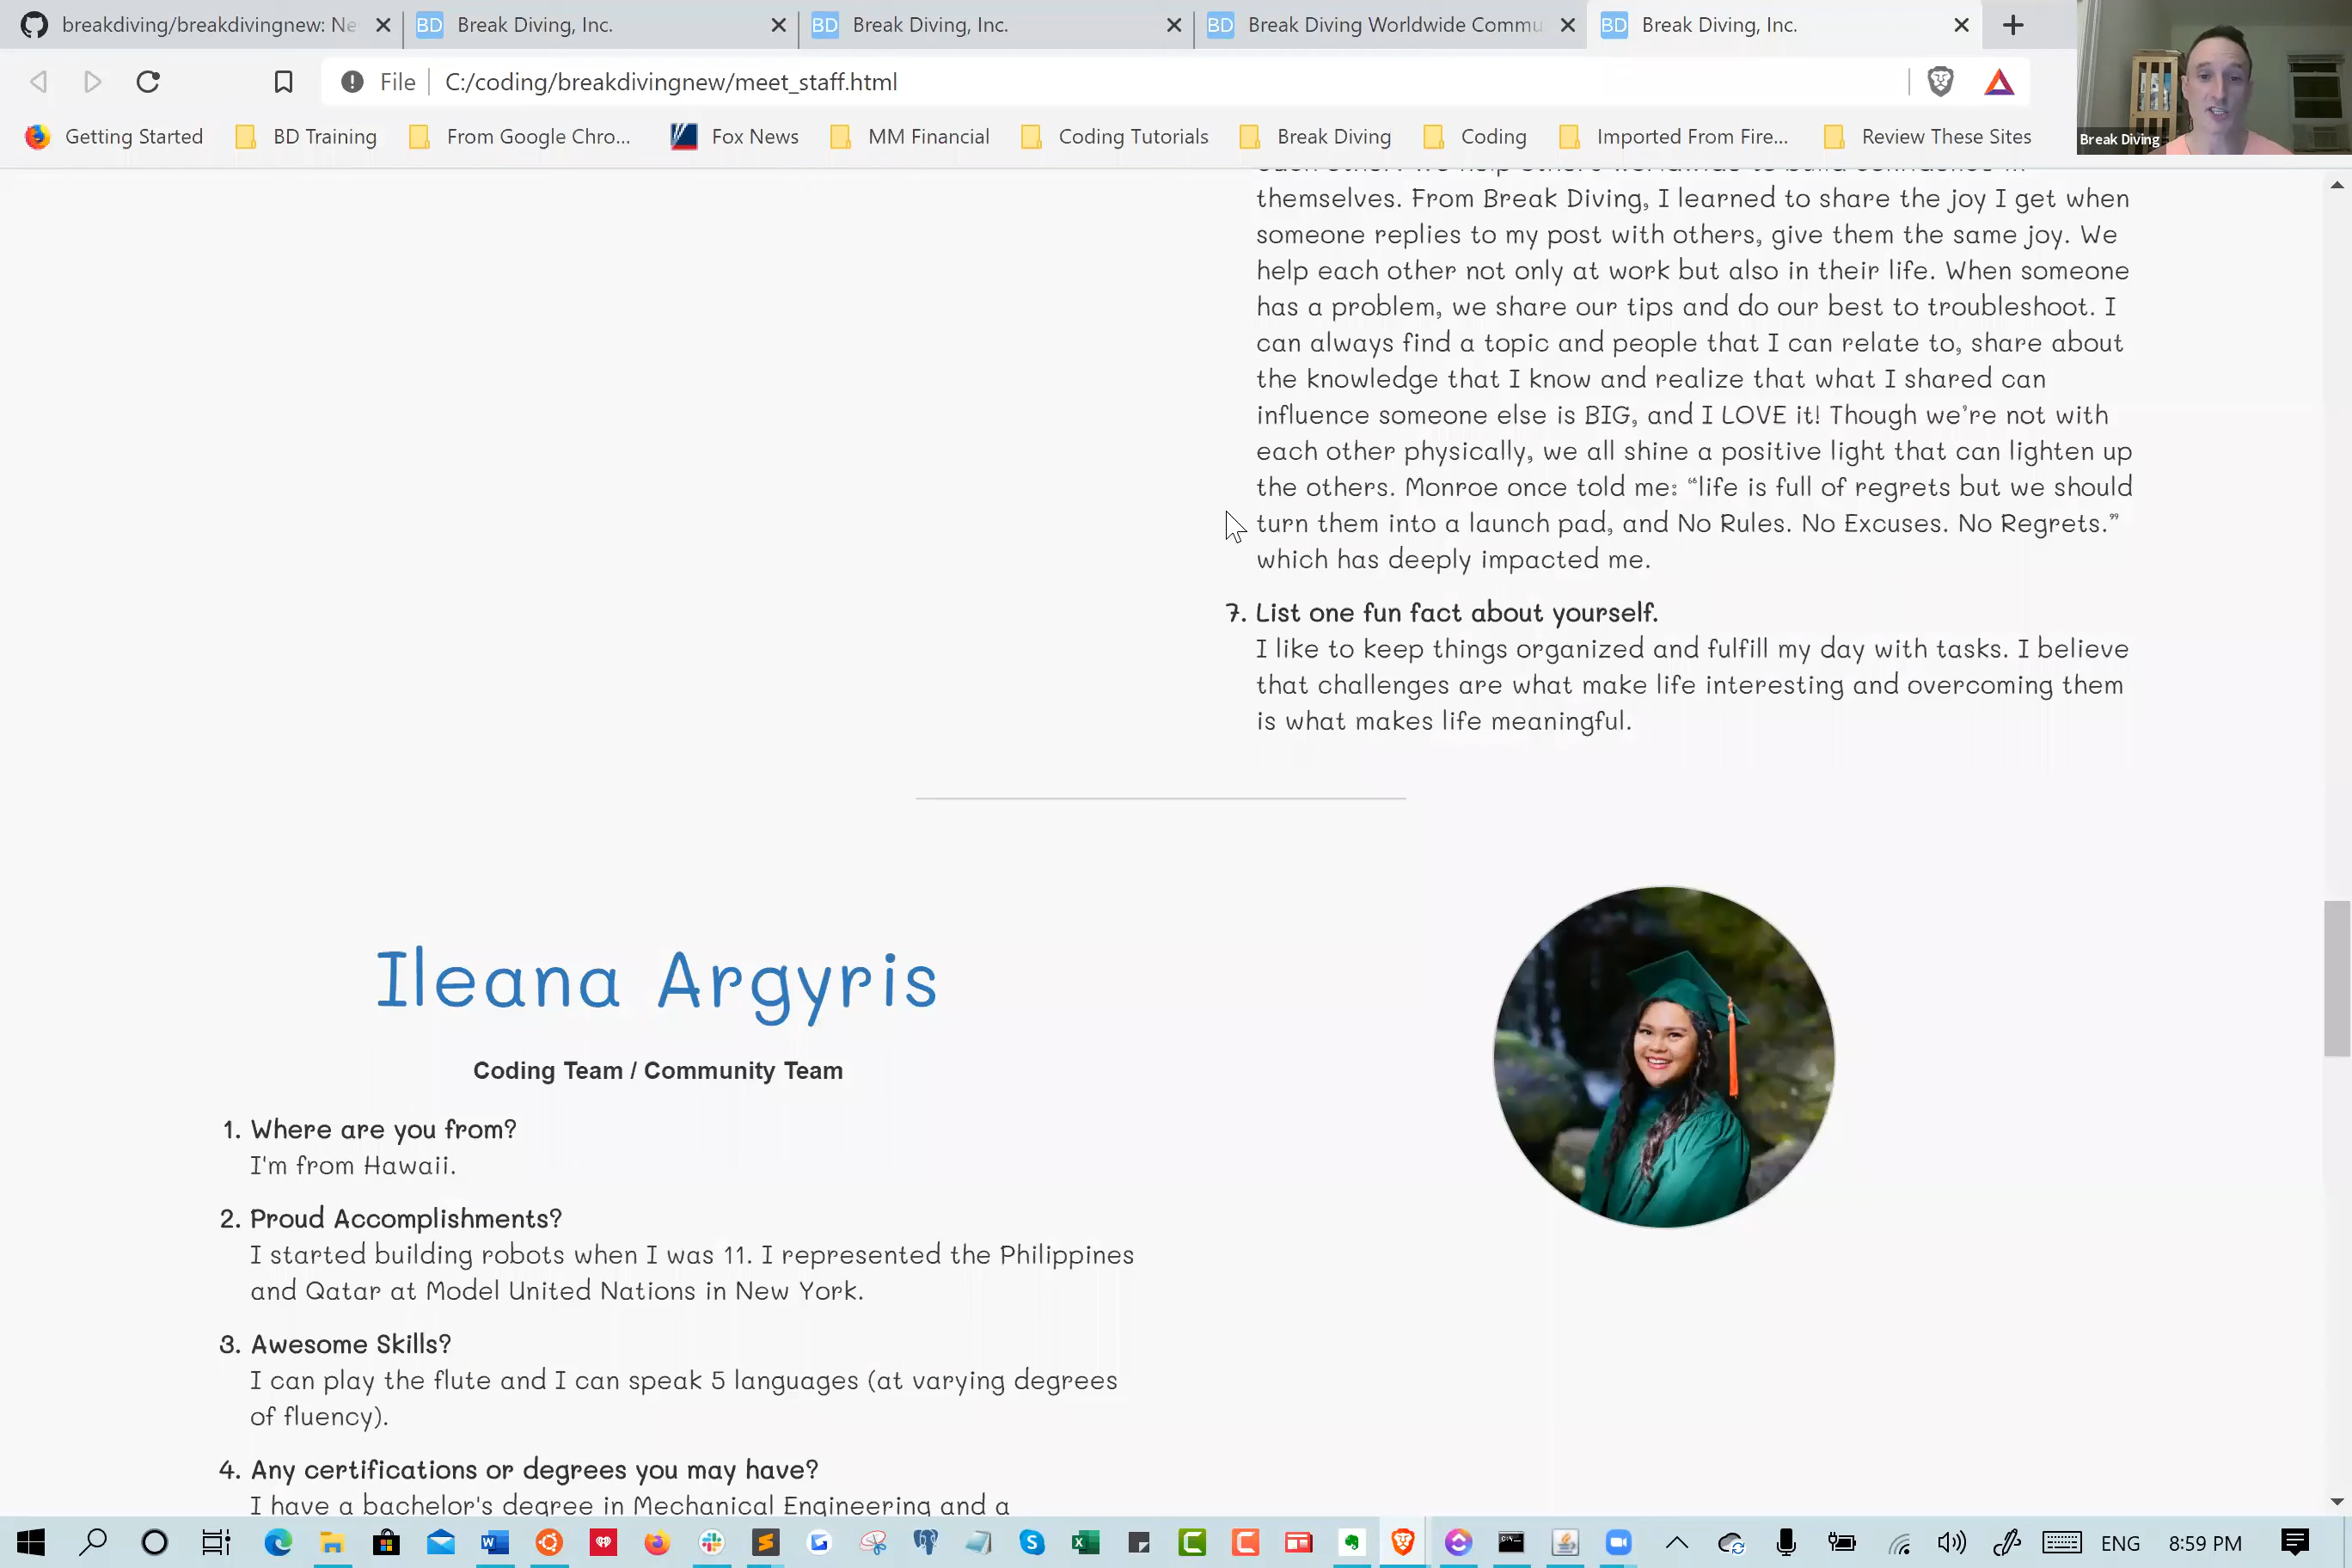 breakdiving/breakdivingnew: Ne
BD Break Diving, Inc.
BD Break Diving, Inc.
BD Break Diving Worldwide Commu
BD Break Diving, Inc.
File C:/coding/breakdivingnew/meet_staff.html
Getting Started BD Training From Google Chro... Fox News MM Financial Coding Tutorials Break Diving Coding Imported From Fire... Review These Sites
Break Diving
themselves. From Break Diving, I learned to share the joy I get when
someone replies to my post with others, give them the same joy. We
help each other not only at work but also in their life. When someone
has a problem, we share our tips and do our best to troubleshoot. I
can always find a topic and people that I can relate to, share about
the knowledge that I know and realize that what I shared can
influence someone else is BIG, and I LOVE it! Though we’re not with
each other physically, we all shine a positive light that can lighten up
the others. Monroe once told me: “life is full of regrets but we should
turn them into a launch pad, and No Rules. No Excuses. No Regrets.”
which has deeply impacted me.
7. List one fun fact about yourself.
I like to keep things organized and fulfill my day with tasks. I believe
that challenges are what make life interesting and overcoming them
is what makes life meaningful.
Ileana Argyris
Coding Team / Community Team
1. Where are you from?
I'm from Hawaii.
2. Proud Accomplishments?
I started building robots when I was 11. I represented the Philippines
and Qatar at Model United Nations in New York.
3. Awesome Skills?
I can play the flute and I can speak 5 languages (at varying degrees
of fluency).
4. Any certifications or degrees you may have?
I have a bachelor's degree in Mechanical Engineering and a
ENG 8:59 PM